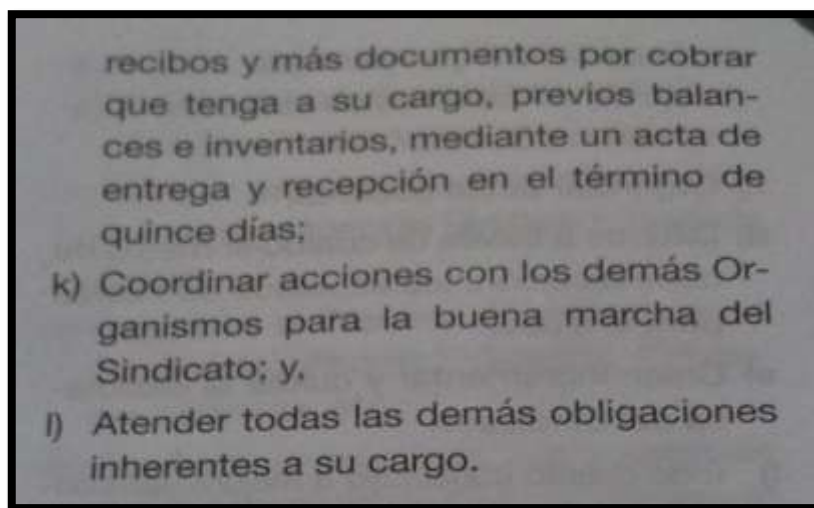 recibos y más documentos por cobrar
que tenga a su cargo, previos balan-
ces e inventarios, mediante un acta de
entrega y recepción en el término de
quince días;
k) Coordinar acciones con los demás Or-
ganismos para la buena marcha del
Sindicato; y,
l) Atender todas las demás obligaciones
inherentes a su cargo.